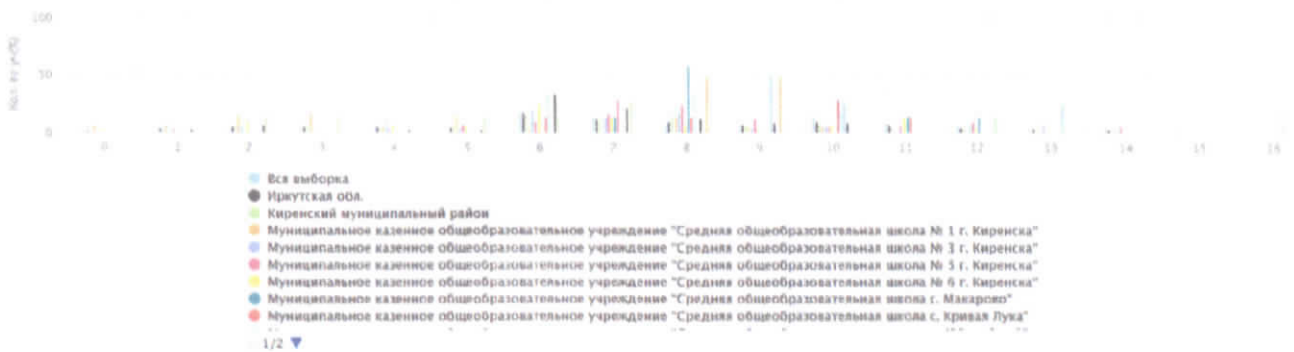 100
Кол-во уч(%)
50
0
0 1 2 3 4 5 6 7 8 9 10 11 12 13 14 15 16
Вся выборка
Иркутская обл.
Киренский муниципальный район
Муниципальное казенное общеобразовательное учреждение "Средняя общеобразовательная школа № 1 г. Киренска"
Муниципальное казенное общеобразовательное учреждение "Средняя общеобразовательная школа № 3 г. Киренска"
Муниципальное казенное общеобразовательное учреждение "Средняя общеобразовательная школа № 5 г. Киренска"
Муниципальное казенное общеобразовательное учреждение "Средняя общеобразовательная школа № 6 г. Киренска"
Муниципальное казенное общеобразовательное учреждение "Средняя общеобразовательная школа с. Макарово"
Муниципальное казенное общеобразовательное учреждение "Средняя общеобразовательная школа с. Кривая Лука"
1/2